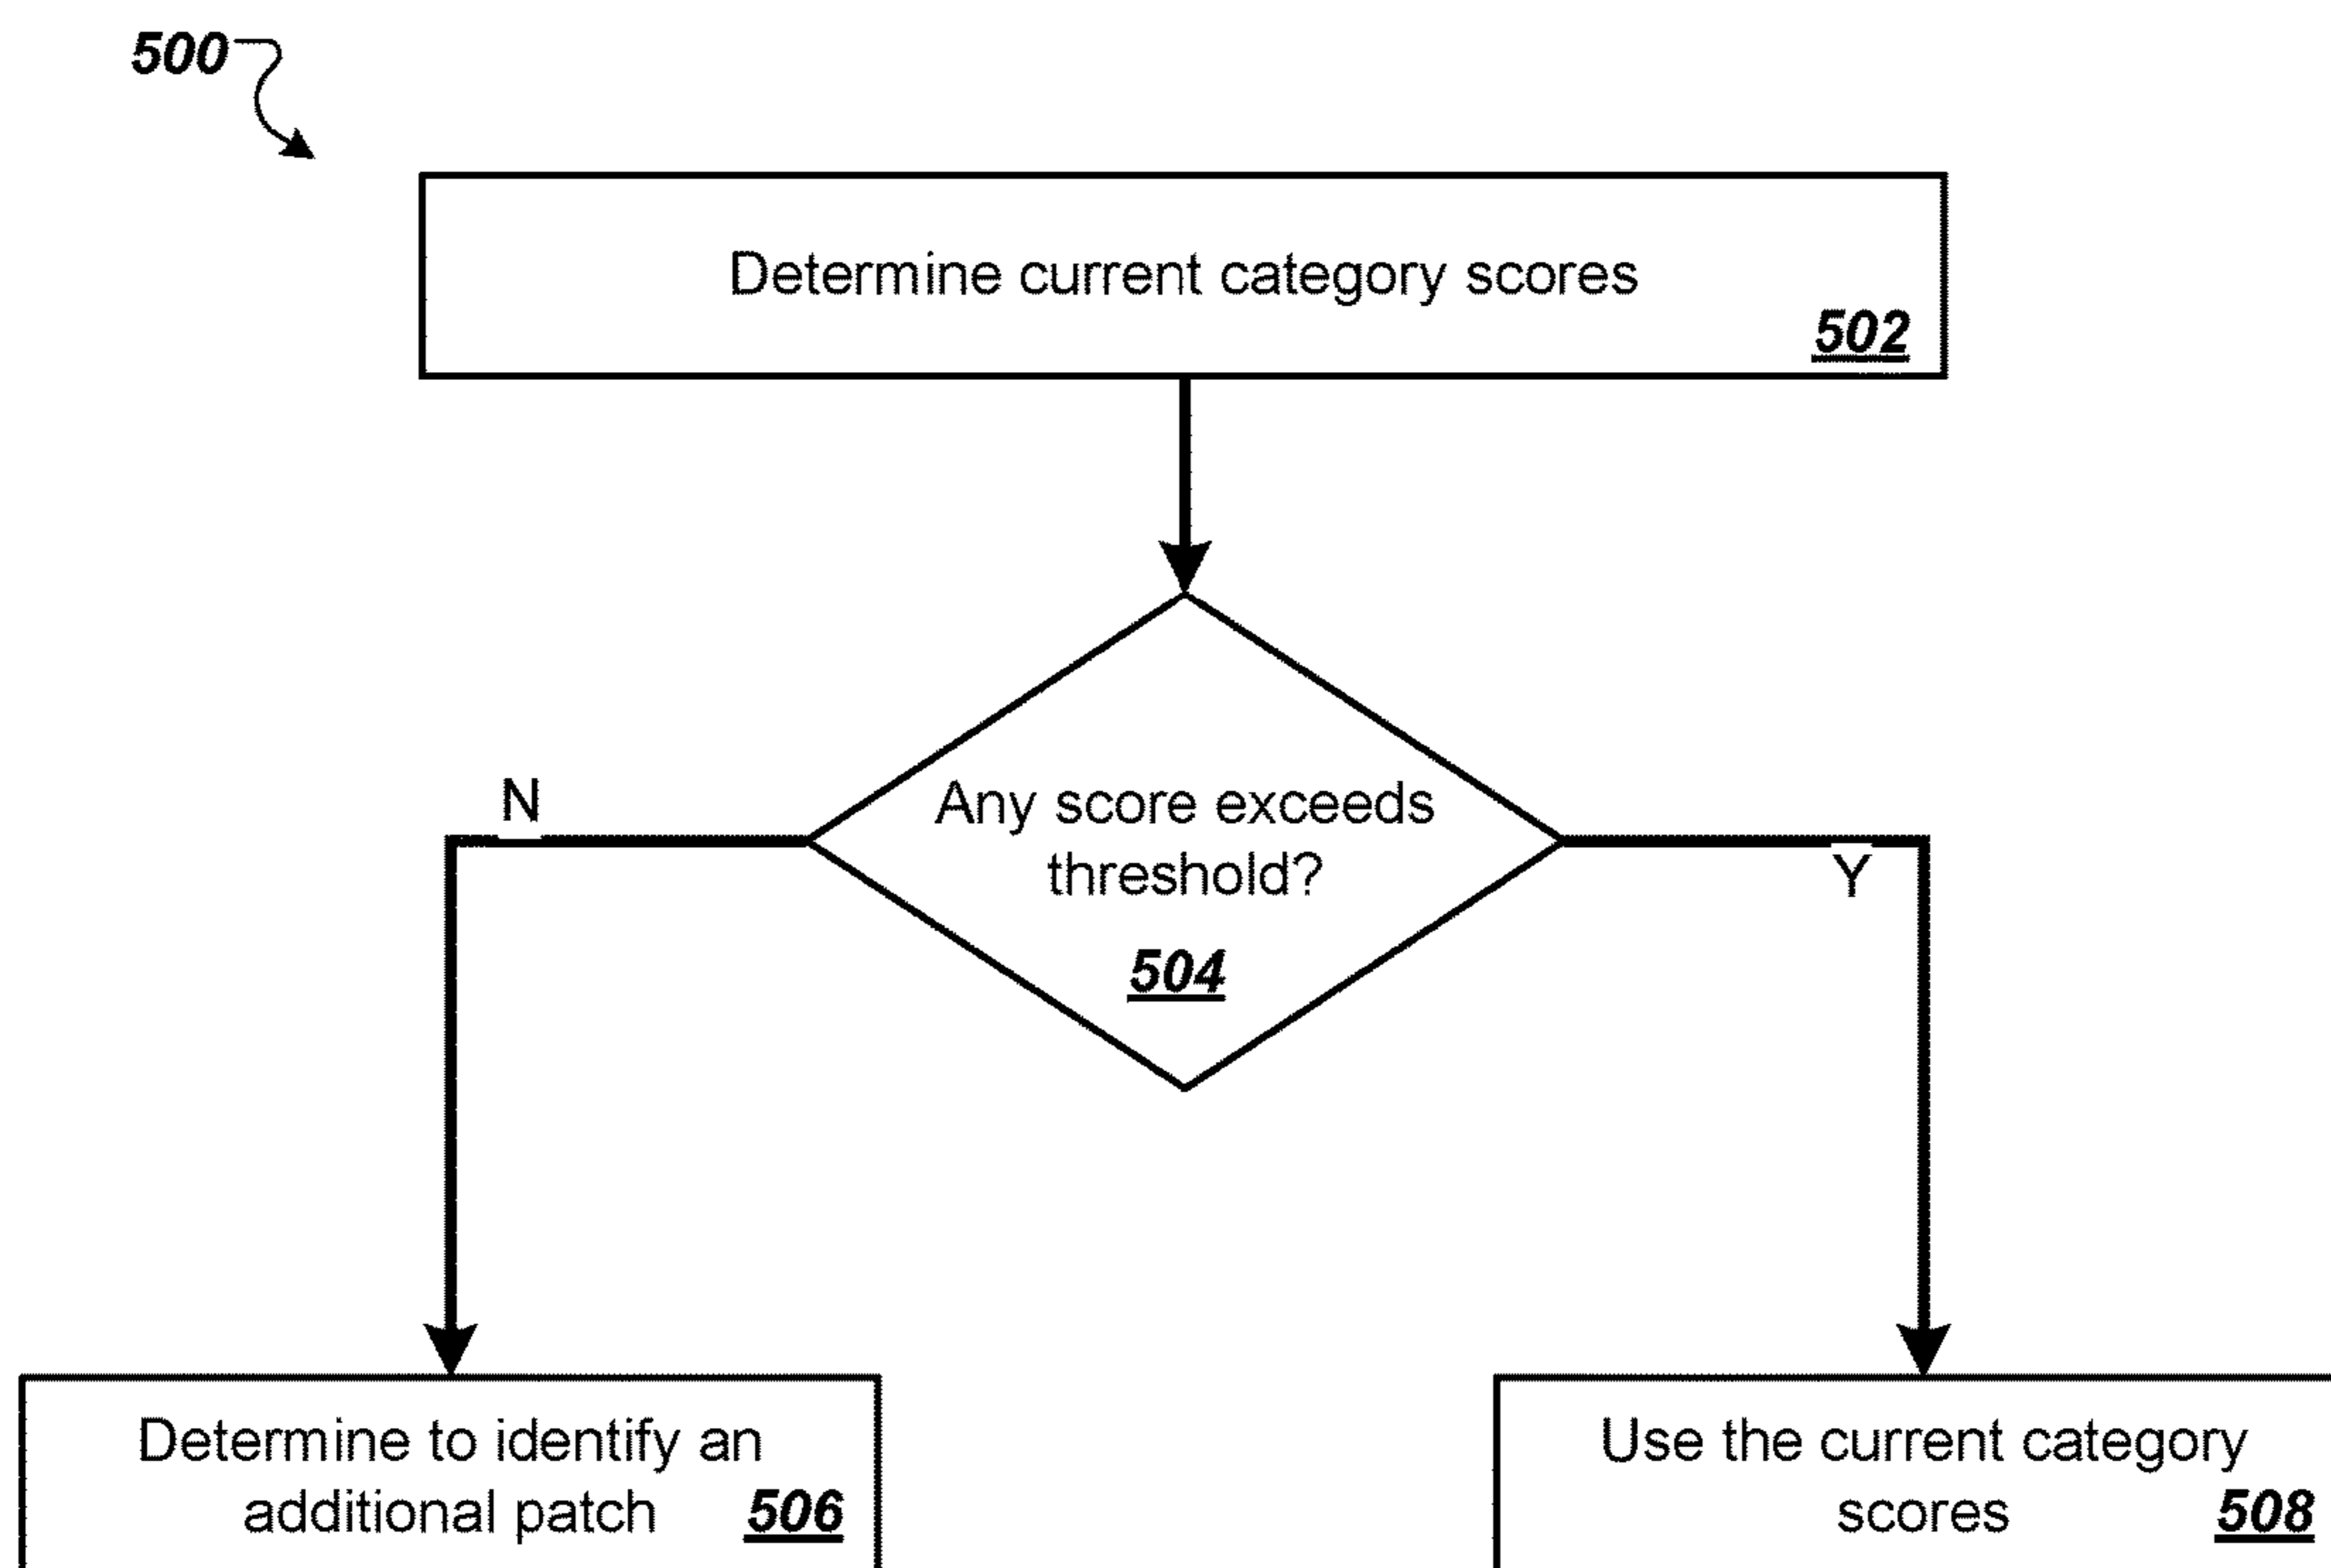 500
Determine current category scores
502
Any score exceeds
threshold?
504
N
Y
Determine to identify an
additional patch 506
Use the current category
scores 508